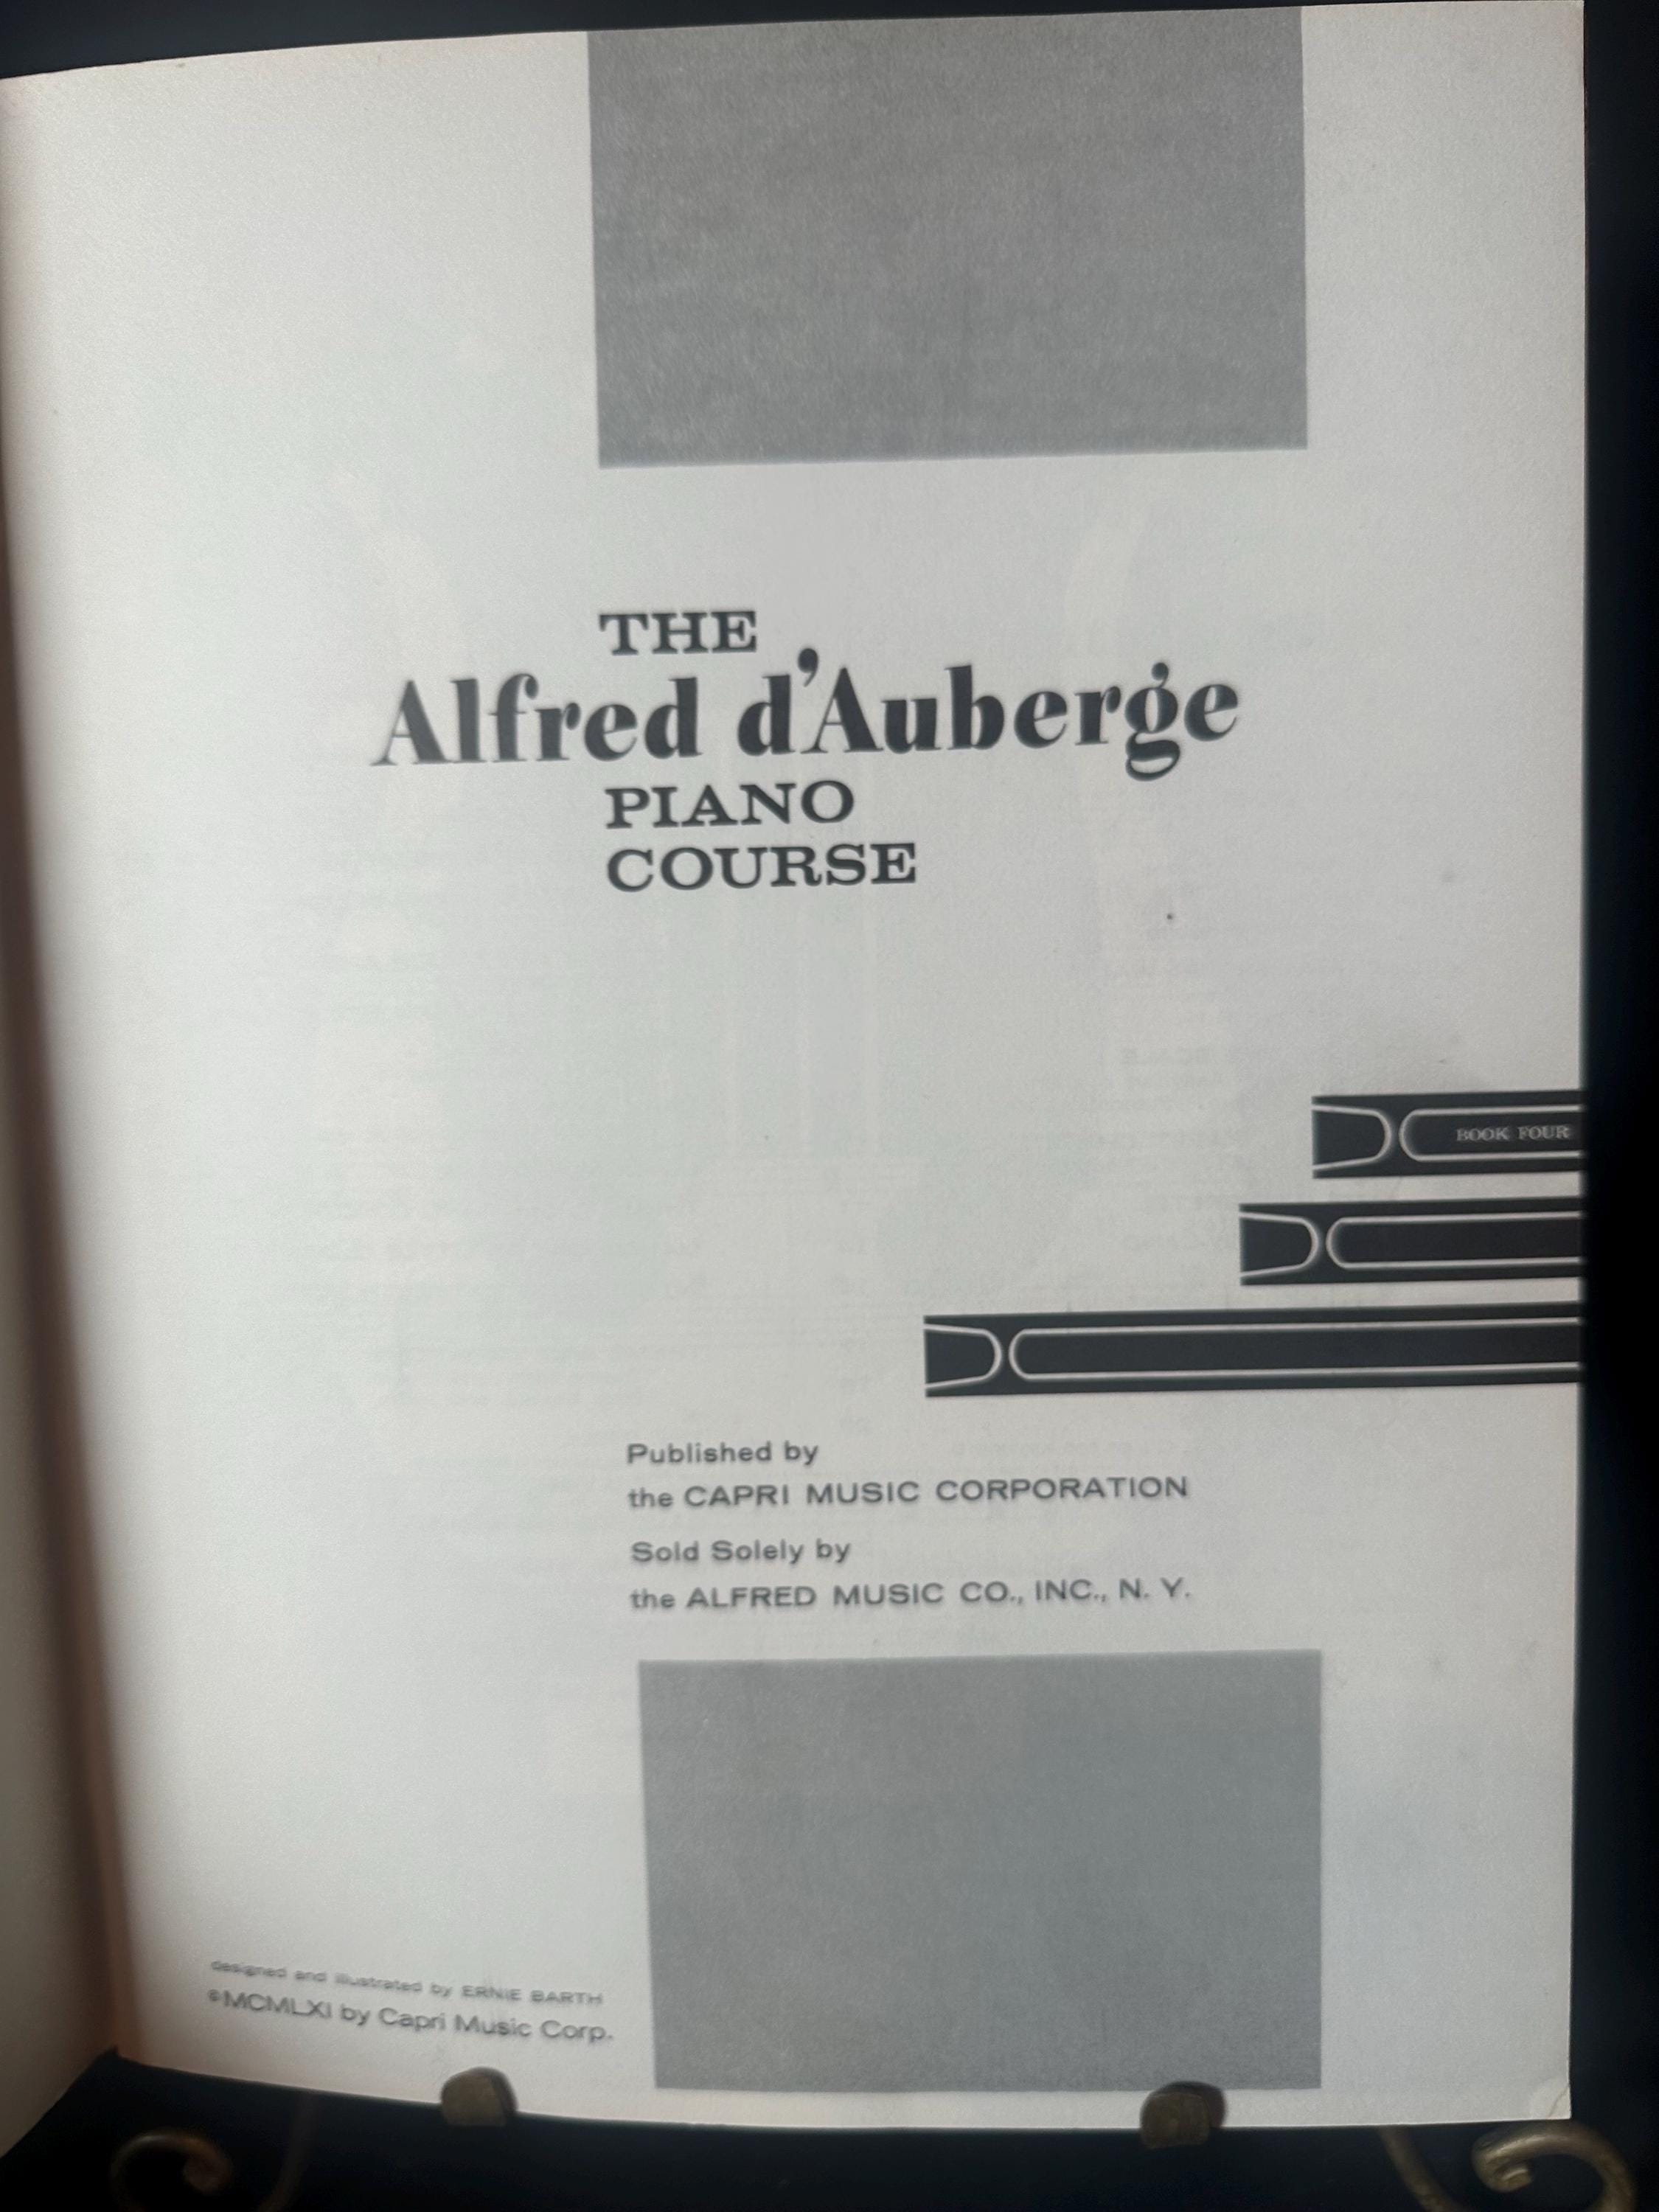 THE
Alfred d'Auberge
PIANO
COURSE
BOOK FOUR
Published by
the CAPRI MUSIC CORPORATION
Sold Solely by
the ALFRED MUSIC CO., INC., N. Y.
designed and illustrated by ERNIE BARTH
©MCMLXI by Capri Music Corp.